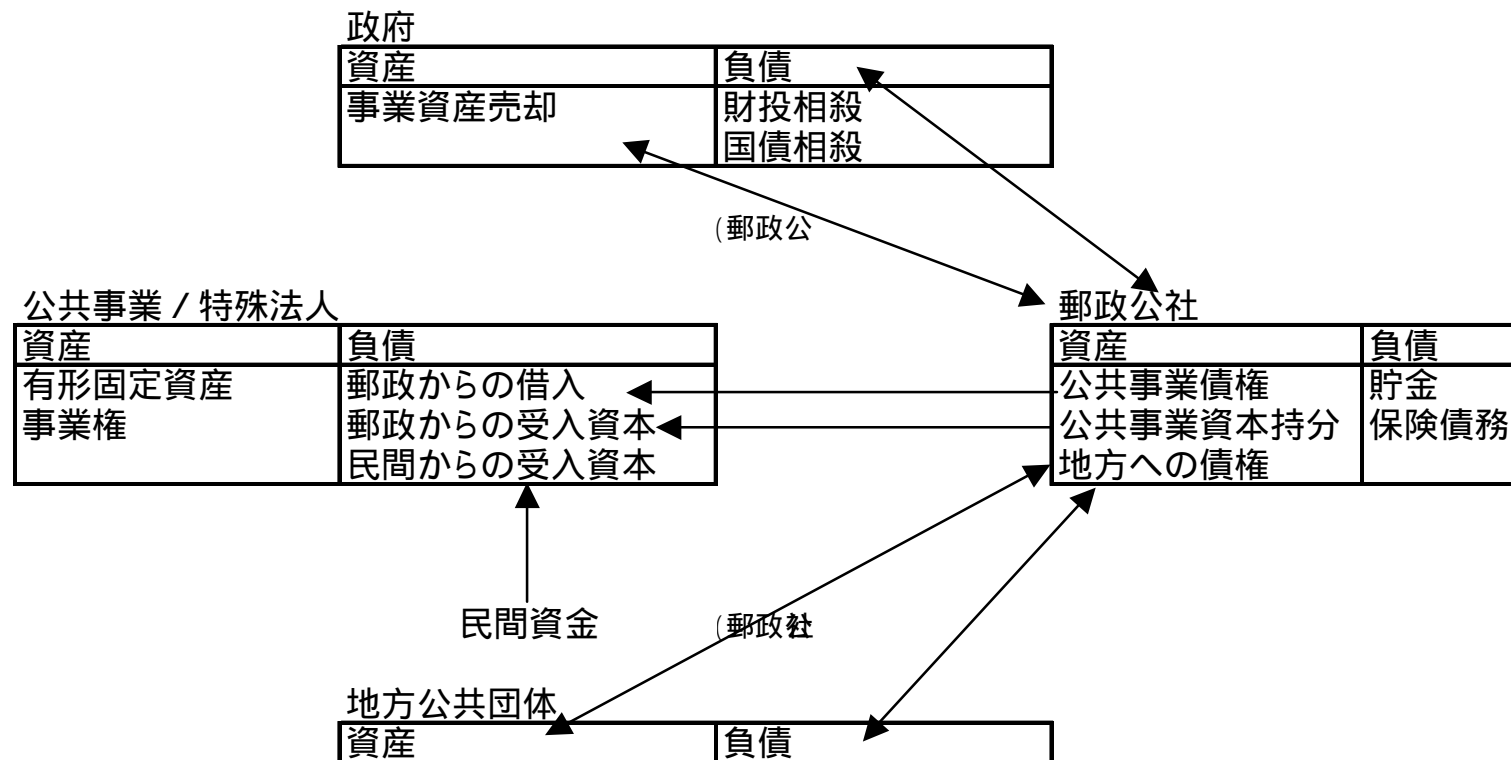 政府
資産 負債
事業資産売却 財投相殺
国債相殺
(郵政公
公共事業 / 特殊法人
資産 負債
有形固定資産 郵政からの借入
事業権 郵政からの受入資本
民間からの受入資本
郵政公社
資産 負債
公共事業債権 貯金
公共事業資本持分 保険債務
地方への債権
民間資金
(郵政
地方公共団体
資産 負債